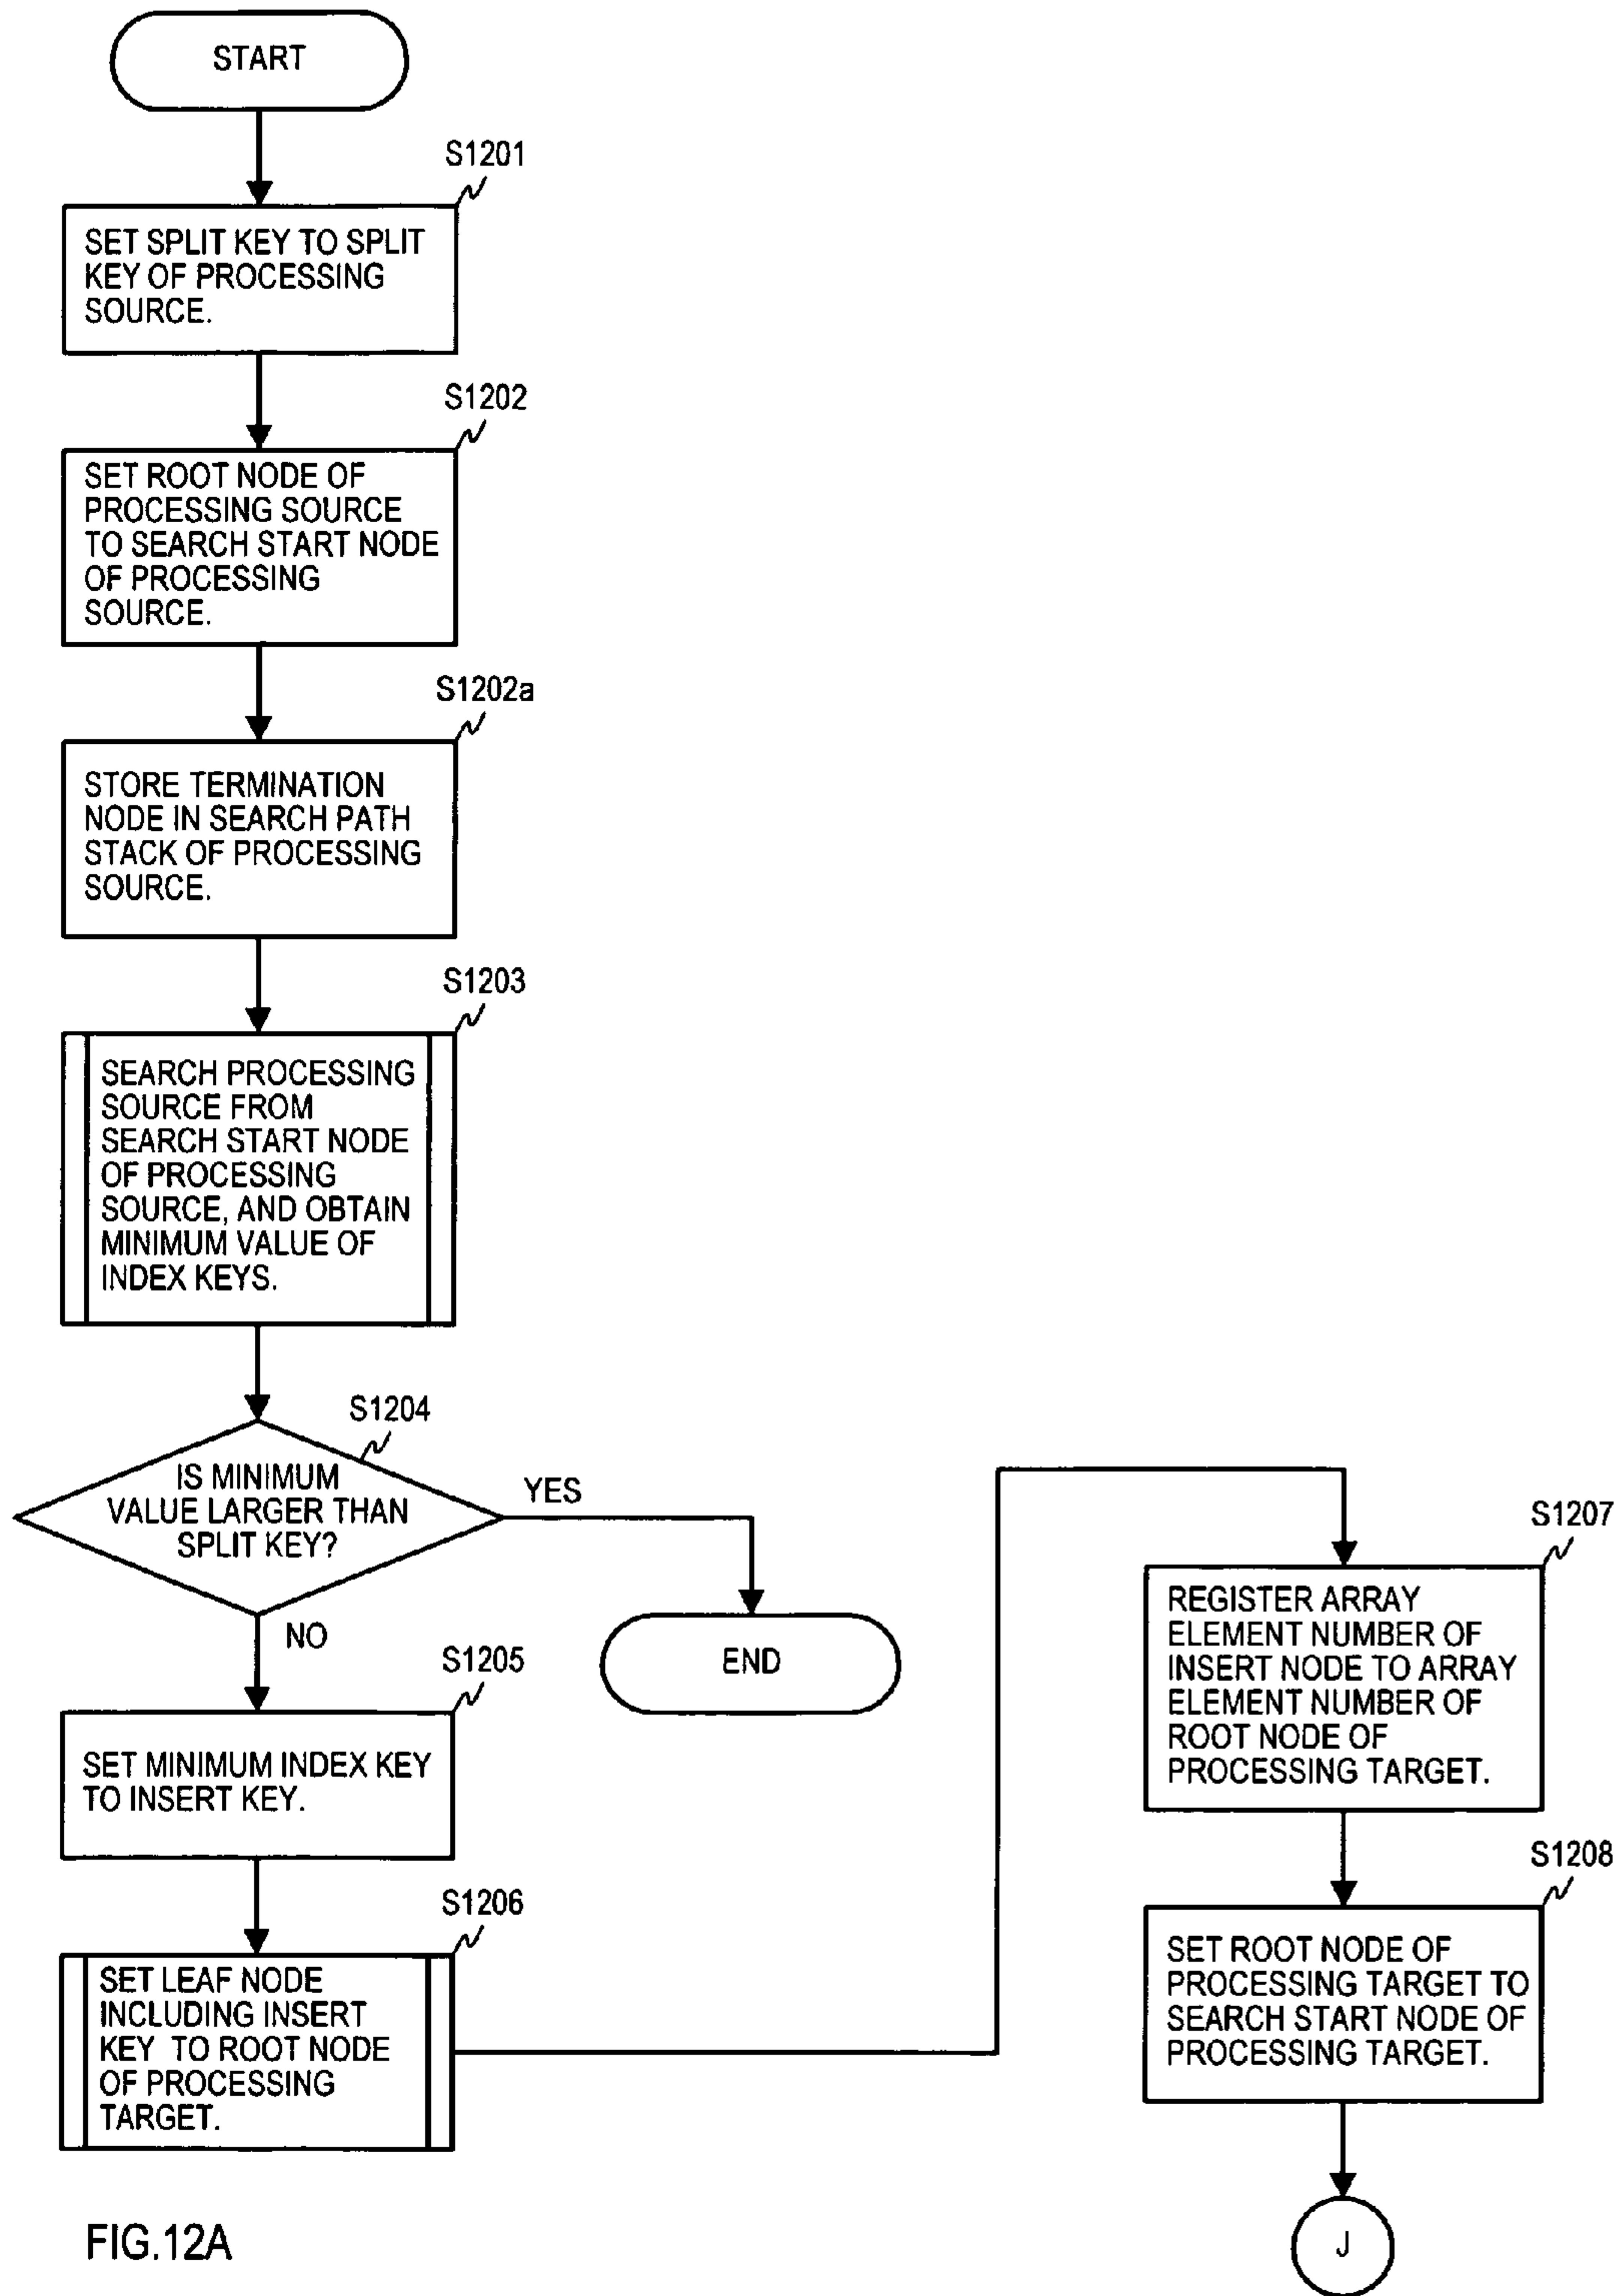 START
S1201
SET SPLIT KEY TO SPLIT
KEY OF PROCESSING
SOURCE.
S1202
SET ROOT NODE OF
PROCESSING SOURCE
TO SEARCH START NODE
OF PROCESSING
SOURCE.
S1202a
STORE TERMINATION
NODE IN SEARCH PATH
STACK OF PROCESSING
SOURCE.
S1203
SEARCH PROCESSING
SOURCE FROM
SEARCH START NODE
OF PROCESSING
SOURCE, AND OBTAIN
MINIMUM VALUE OF
INDEX KEYS.
S1204
IS MINIMUM
VALUE LARGER THAN
SPLIT KEY?
YES
END
NO
S1205
SET MINIMUM INDEX KEY
TO INSERT KEY.
S1206
SET LEAF NODE
INCLUDING INSERT
KEY TO ROOT NODE
OF PROCESSING
TARGET.
S1207
REGISTER ARRAY
ELEMENT NUMBER OF
INSERT NODE TO ARRAY
ELEMENT NUMBER OF
ROOT NODE OF
PROCESSING TARGET.
S1208
SET ROOT NODE OF
PROCESSING TARGET TO
SEARCH START NODE OF
PROCESSING TARGET.
J
FIG.12A